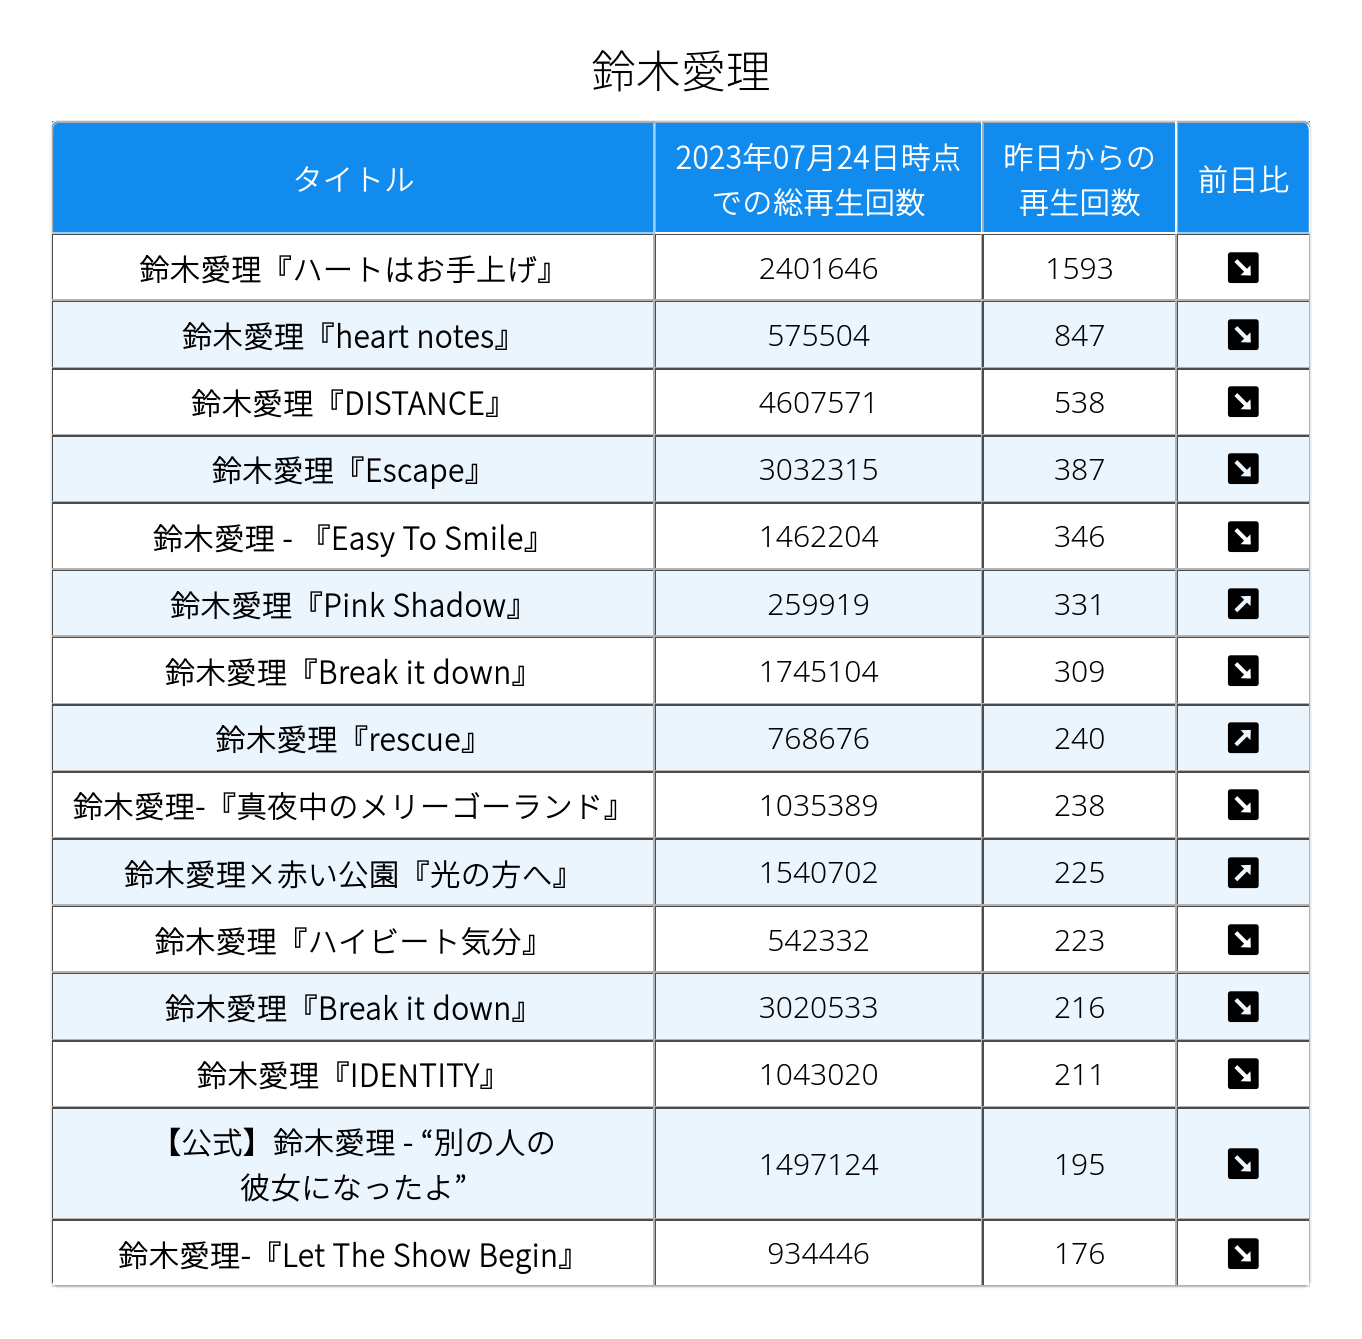 鈴木愛理
タイトル
2023年07月24日時点
での総再生回数
昨日からの
再生回数
前日比
鈴木愛理『ハートはお手上げ』 2401646 1593 ↘
鈴木愛理『heart notes』 575504 847 ↘
鈴木愛理『DISTANCE』 4607571 538 ↘
鈴木愛理『Escape』 3032315 387 ↘
鈴木愛理 - 『Easy To Smile』 1462204 346 ↘
鈴木愛理『Pink Shadow』 259919 331 ↗
鈴木愛理『Break it down』 1745104 309 ↘
鈴木愛理『rescue』 768676 240 ↗
鈴木愛理-『真夜中のメリーゴーランド』 1035389 238 ↘
鈴木愛理×赤い公園『光の方へ』 1540702 225 ↗
鈴木愛理『ハイビート気分』 542332 223 ↘
鈴木愛理『Break it down』 3020533 216 ↘
鈴木愛理『IDENTITY』 1043020 211 ↘
【公式】鈴木愛理 - “別の人の
彼女になったよ” 1497124 195 ↘
鈴木愛理-『Let The Show Begin』 934446 176 ↘